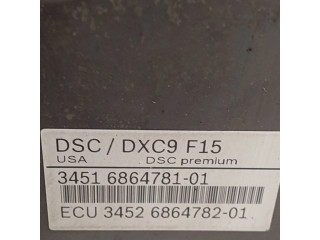 DSC / DXC9 F15
USA DSC premium
3451 6864781-01
ECU 3452 6864782-01